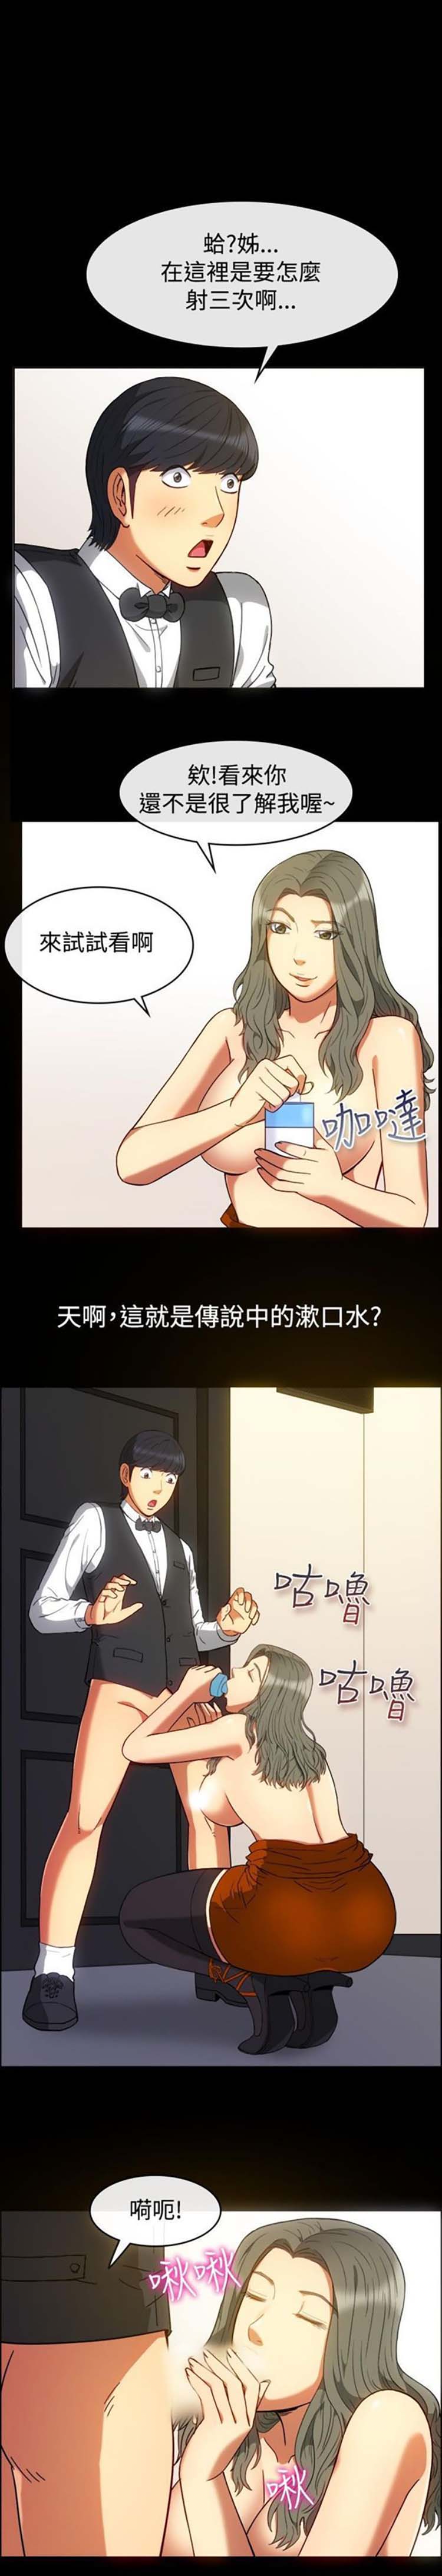 蛤?姊...
在這裡是要怎麼
射三次啊...
欸!看來你
還不是很了解我喔~
來試試看啊
咖噠
天啊,這就是傳說中的漱口水?
咕嚕
咕嚕
嗬呃!
啾啾
啾